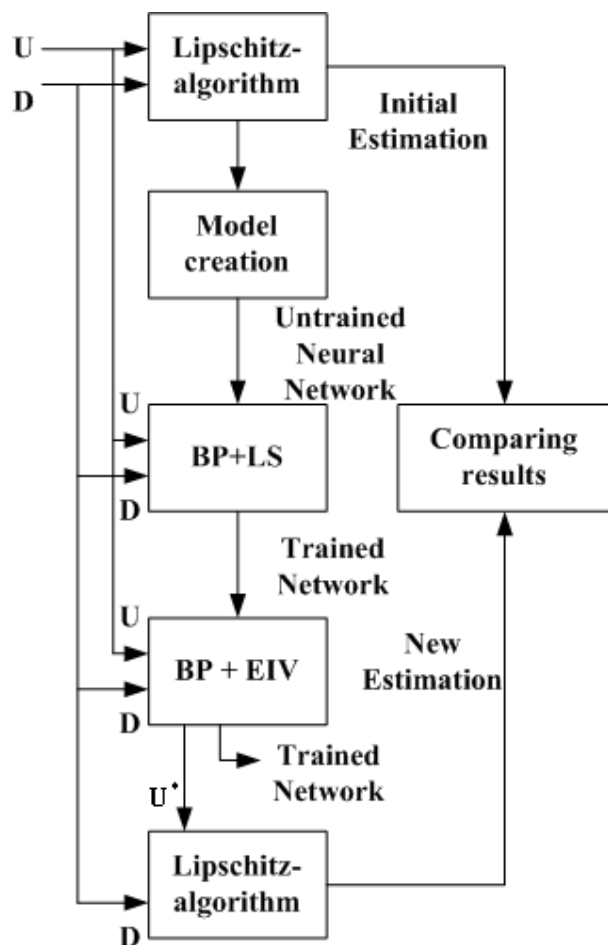 U
D
Lipschitz-
algorithm
Initial
Estimation
Model
creation
Untrained
Neural
Network
U
BP+LS
D
Comparing
results
Trained
Network
U
BP + EIV
D
New
Estimation
Trained
Network
U*
Lipschitz-
algorithm
D